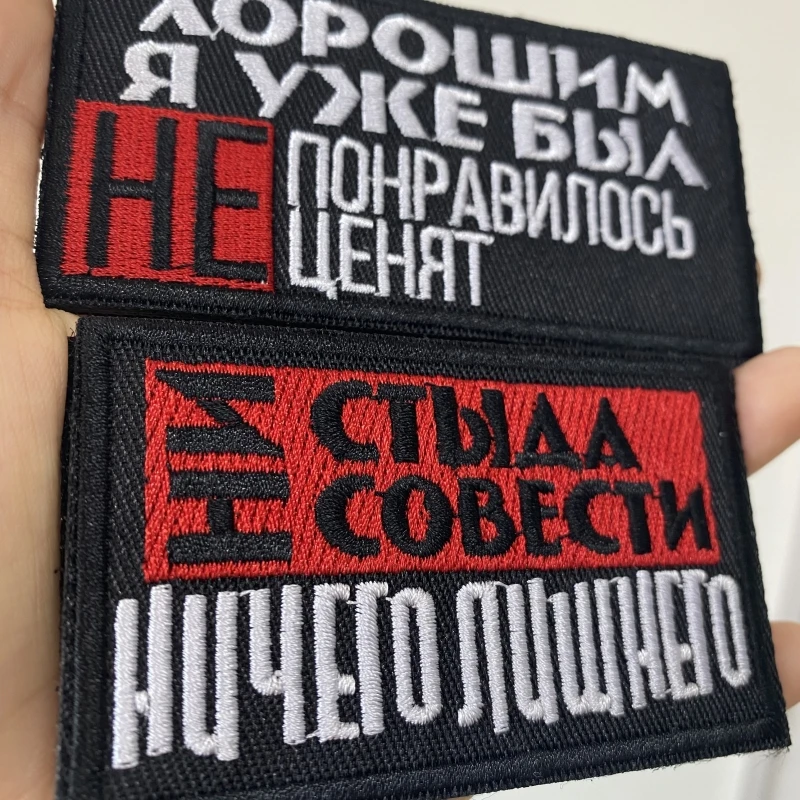 ХОРОШИМ
Я УЖЕ БЫЛ
НЕ ПОНРАВИЛОСЬ
ЦЕНЯТ
НИ СТЫДА
СОВЕСТИ
НИЧЕГО ЛИШНЕГО